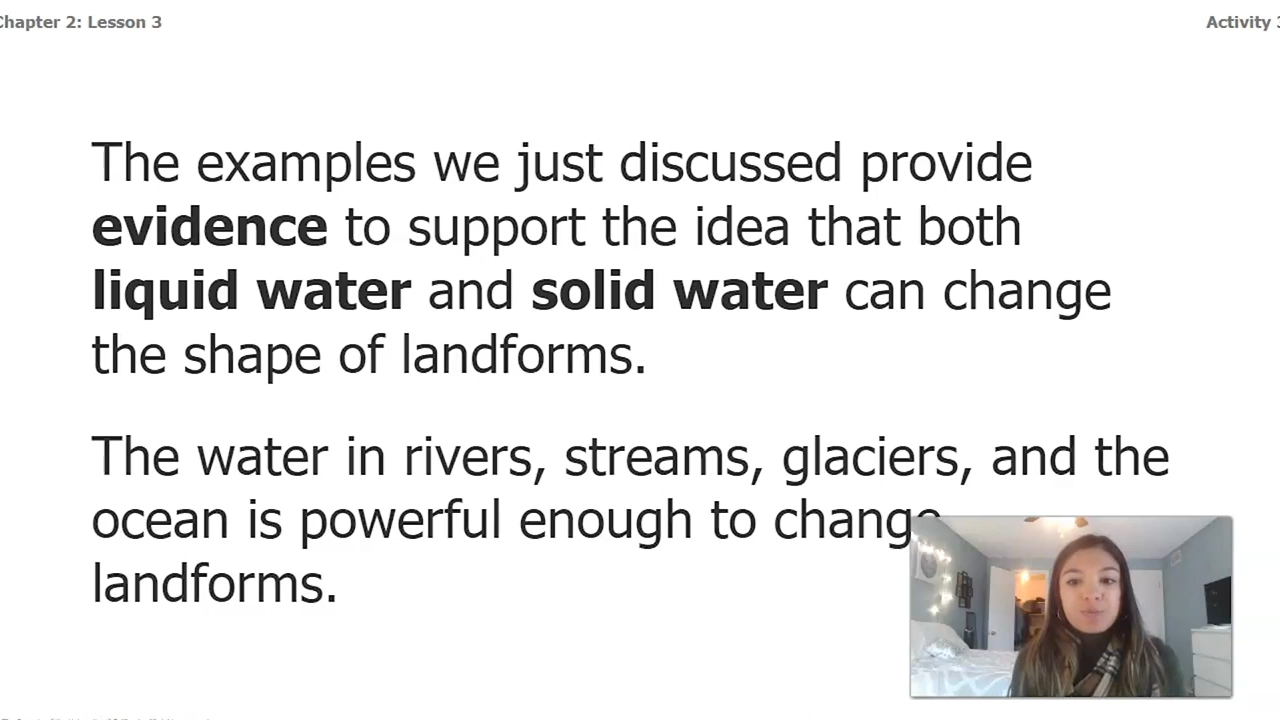 Chapter 2: Lesson 3
Activity 3
The examples we just discussed provide
evidence to support the idea that both
liquid water and solid water can change
the shape of landforms.
The water in rivers, streams, glaciers, and the
ocean is powerful enough to change
landforms.